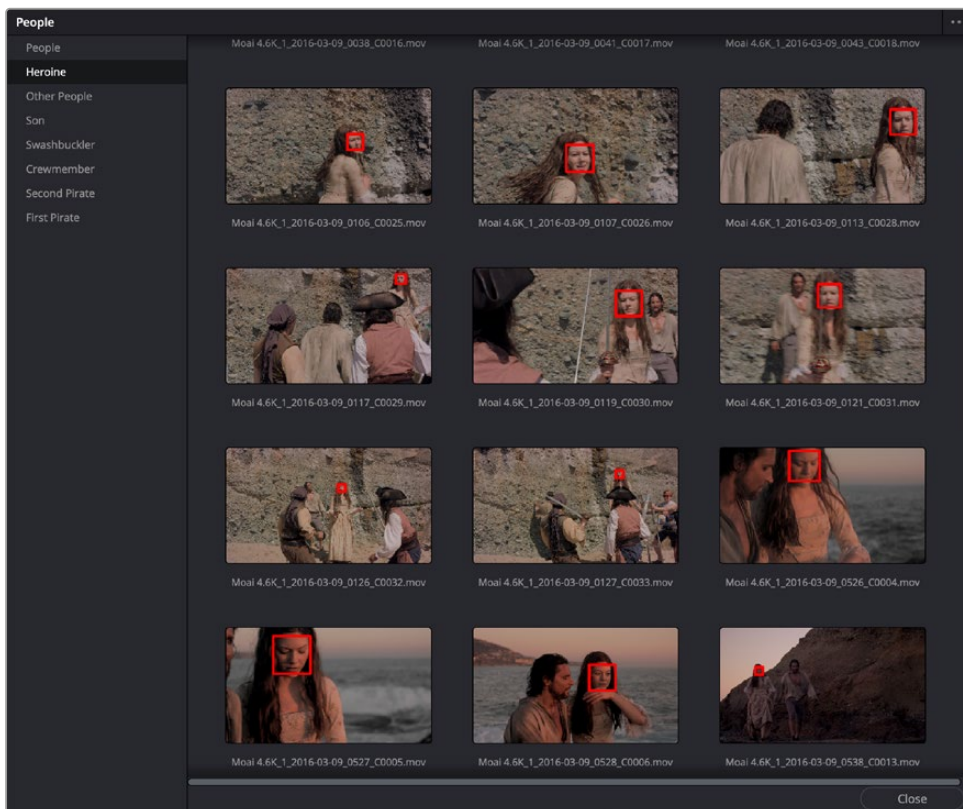 People
People
Heroine
Other People
Son
Swashbuckler
Crewmember
Second Pirate
First Pirate
Moai 4.6K_1_2016-03-09_0038_C0016.mov
Moai 4.6K_1_2016-03-09_0041_C0017.mov
Moai 4.6K_1_2016-03-09_0043_C0018.mov
Moai 4.6K_1_2016-03-09_0106_C0025.mov
Moai 4.6K_1_2016-03-09_0107_C0026.mov
Moai 4.6K_1_2016-03-09_0113_C0028.mov
Moai 4.6K_1_2016-03-09_0117_C0029.mov
Moai 4.6K_1_2016-03-09_0119_C0030.mov
Moai 4.6K_1_2016-03-09_0121_C0031.mov
Moai 4.6K_1_2016-03-09_0126_C0032.mov
Moai 4.6K_1_2016-03-09_0127_C0033.mov
Moai 4.6K_1_2016-03-09_0526_C0004.mov
Moai 4.6K_1_2016-03-09_0527_C0005.mov
Moai 4.6K_1_2016-03-09_0528_C0006.mov
Moai 4.6K_1_2016-03-09_0538_C0013.mov
Close